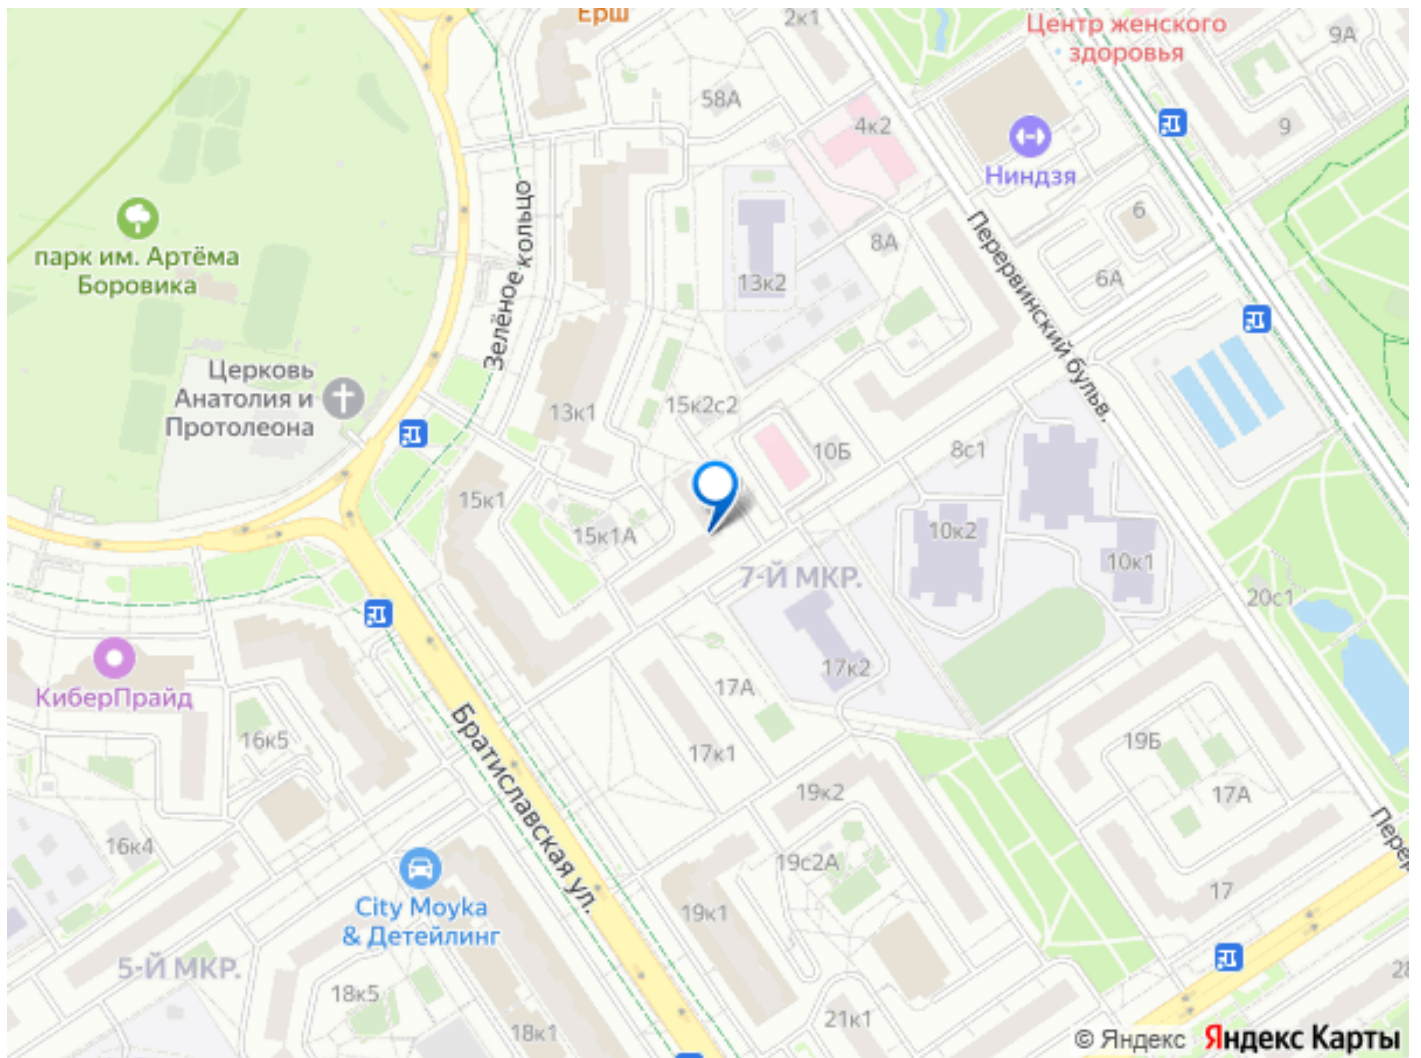 Ерш
2к1
Центр женского
здоровья
9А
58А
4к2
9
Ниндзя
Зелёное кольцо
Перервинский бульв.
6
парк им. Артёма
Боровика
8А
13к2
6А
Церковь
Анатолия и
Протолеона
13к1
15к2с2
10Б
8с1
15к1
15к1А
10к2
10к1
7-Й МКР.
20с1
КиберПрайд
17А
17к2
16к5
Братиславская ул.
17к1
19Б
19к2
17А
16к4
19с2А
17
City Moyka
& Детейлинг
19к1
5-Й МКР.
18к5
18к1
21к1
© Яндекс Яндекс Карты